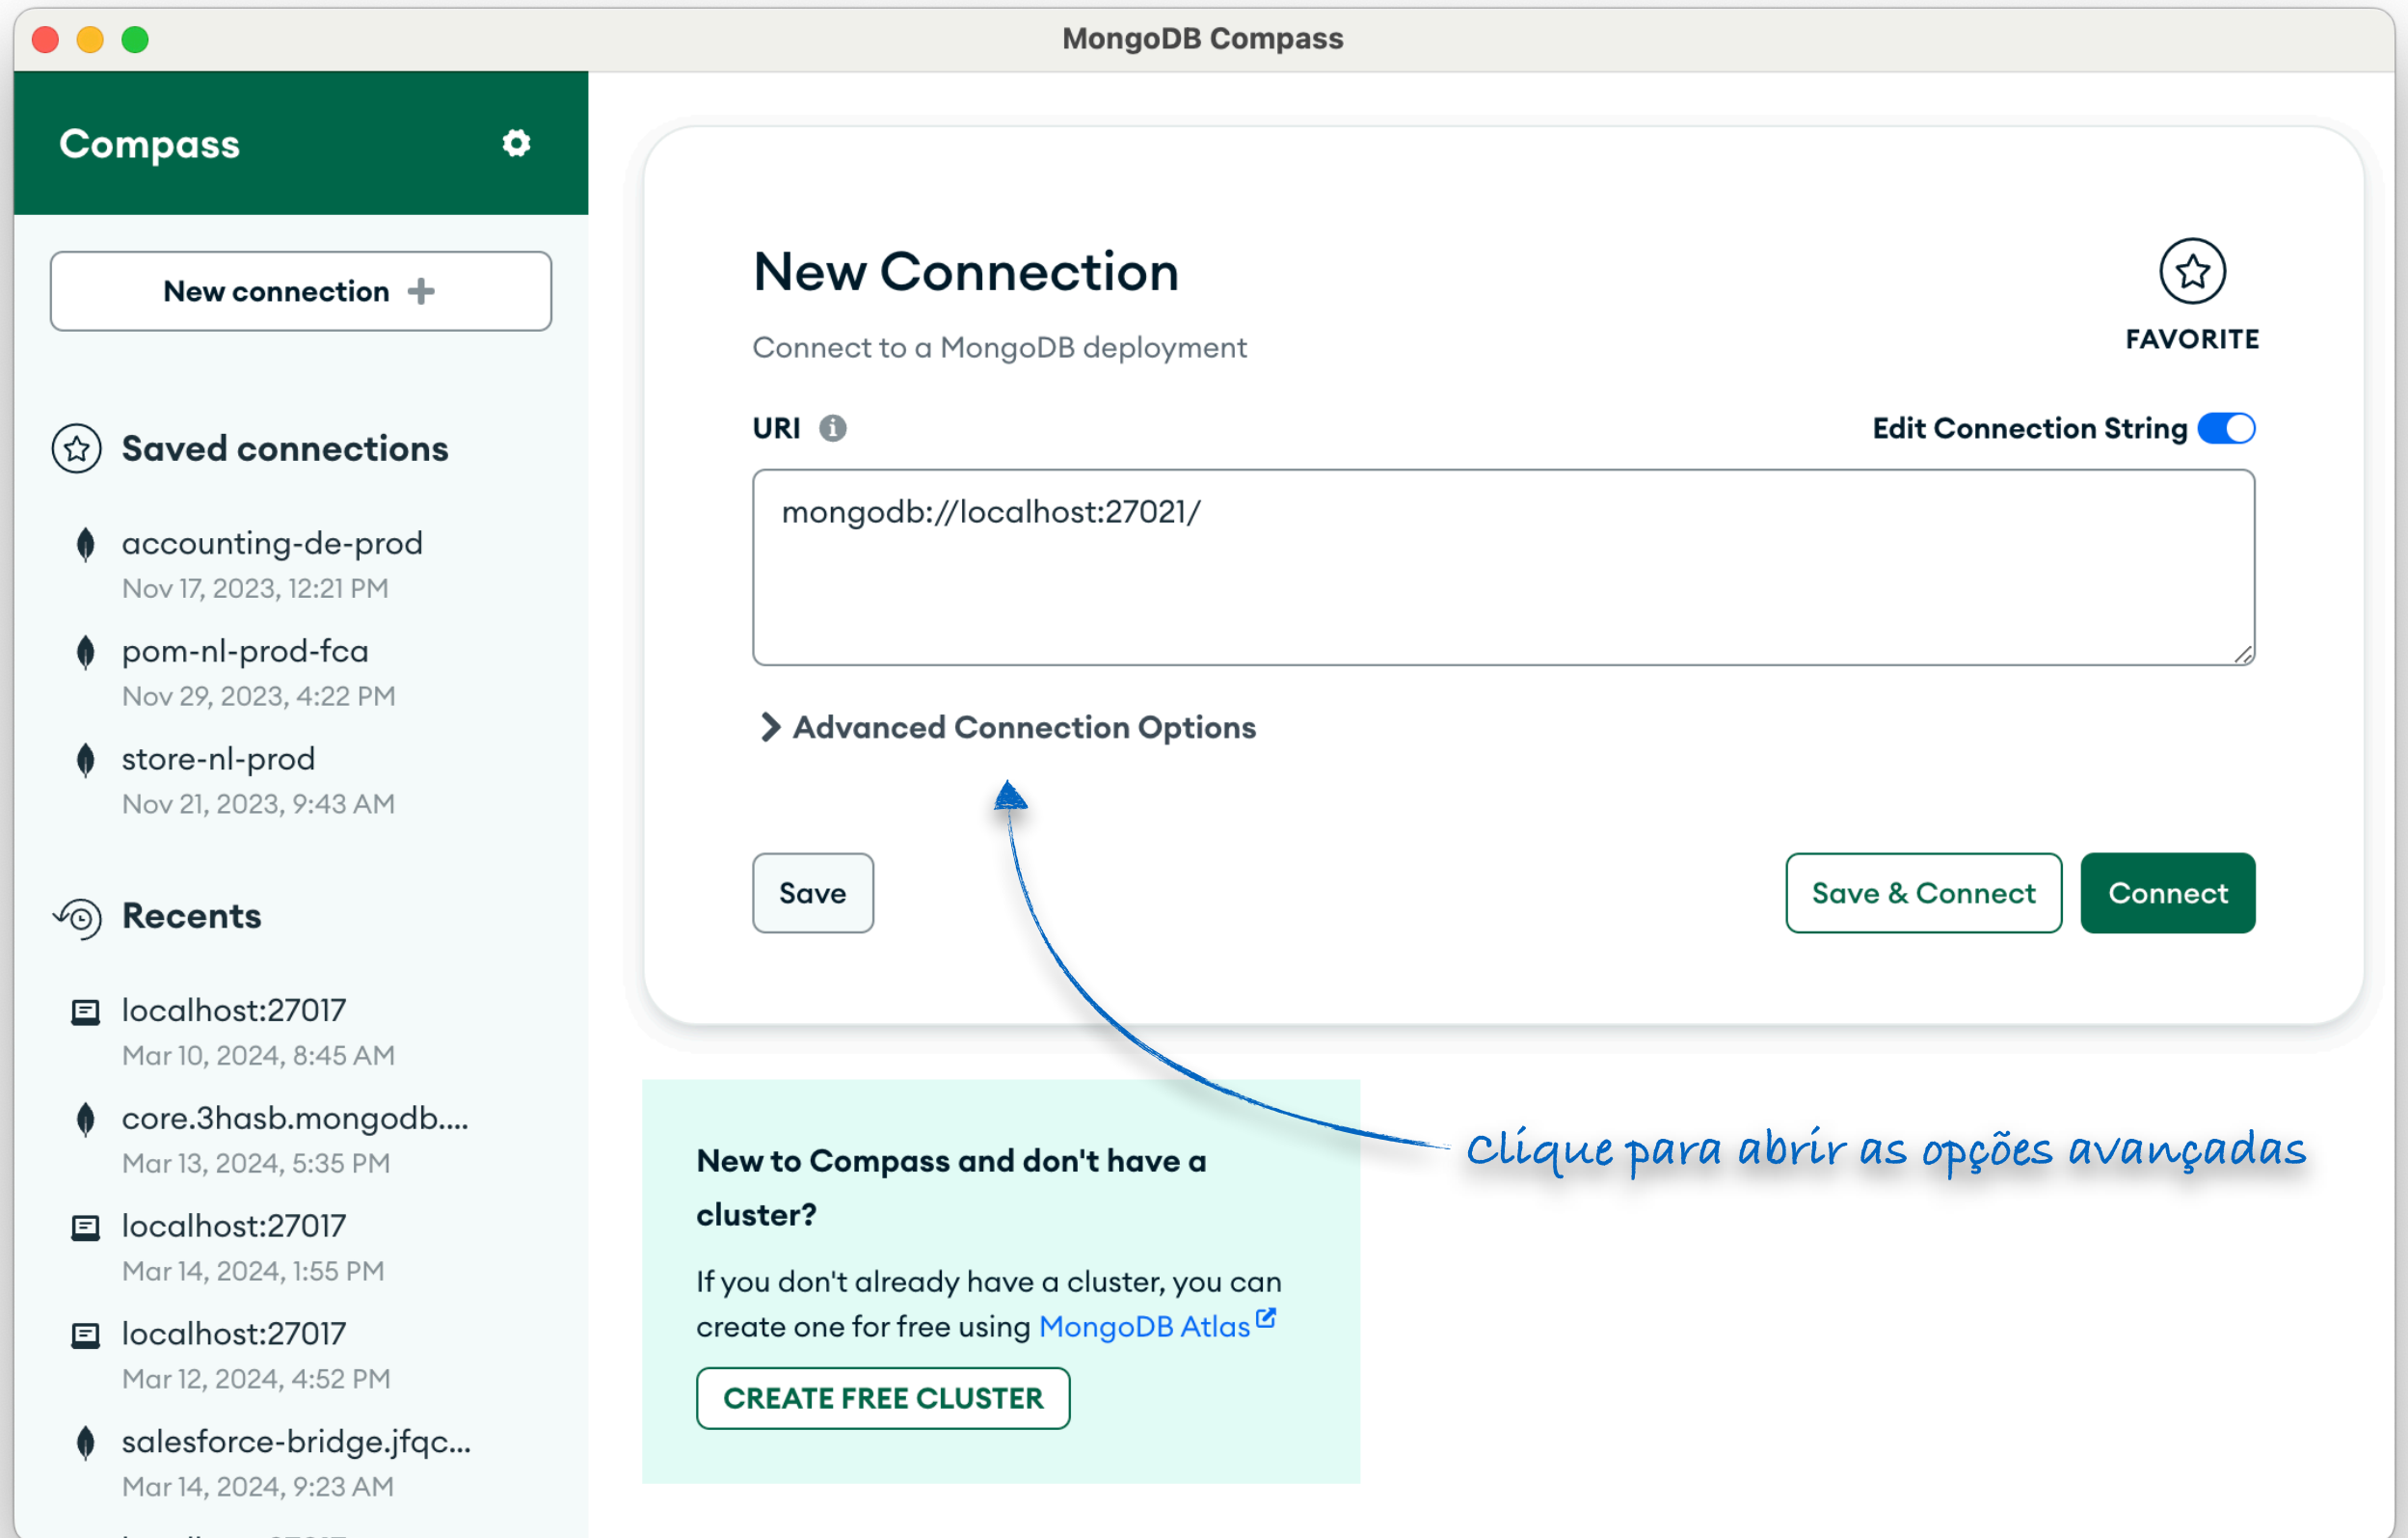 MongoDB Compass
Compass
New connection
Saved connections
accounting-de-prod
Nov 17, 2023, 12:21 PM
pom-nl-prod-fca
Nov 29, 2023, 4:22 PM
store-nl-prod
Nov 21, 2023, 9:43 AM
Recents
localhost:27017
Mar 10, 2024, 8:45 AM
core.3hasb.mongodb....
Mar 13, 2024, 5:35 PM
localhost:27017
Mar 14, 2024, 1:55 PM
localhost:27017
Mar 12, 2024, 4:52 PM
salesforce-bridge.jfqc...
Mar 14, 2024, 9:23 AM
New Connection
FAVORITE
Connect to a MongoDB deployment
URI
Edit Connection String
mongodb://localhost:27021/
Advanced Connection Options
Save
Save & Connect
Connect
Clique para abrir as opções avançadas
New to Compass and don't have a
cluster?
If you don't already have a cluster, you can
create one for free using MongoDB Atlas
CREATE FREE CLUSTER